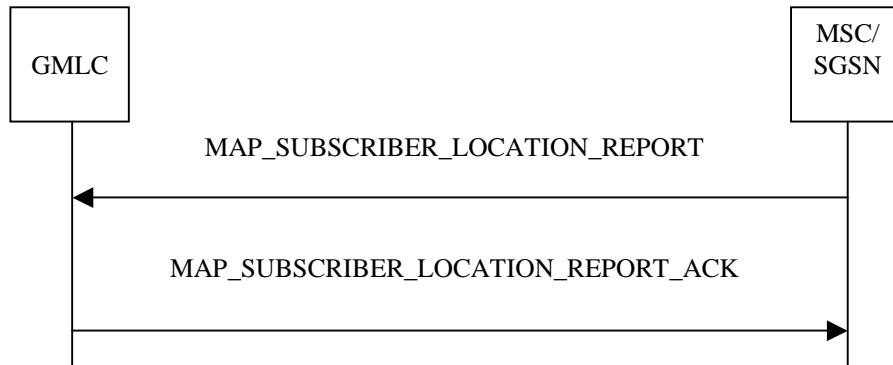 GMLC
MSC/
SGSN
MAP_SUBSCRIBER_LOCATION_REPORT
MAP_SUBSCRIBER_LOCATION_REPORT_ACK